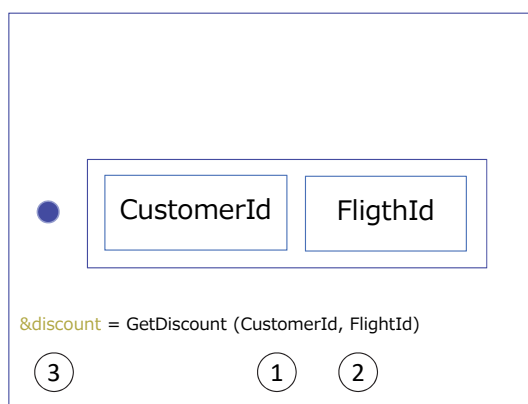 CustomerId FligthId
&discount = GetDiscount (CustomerId, FlightId)
3 1 2